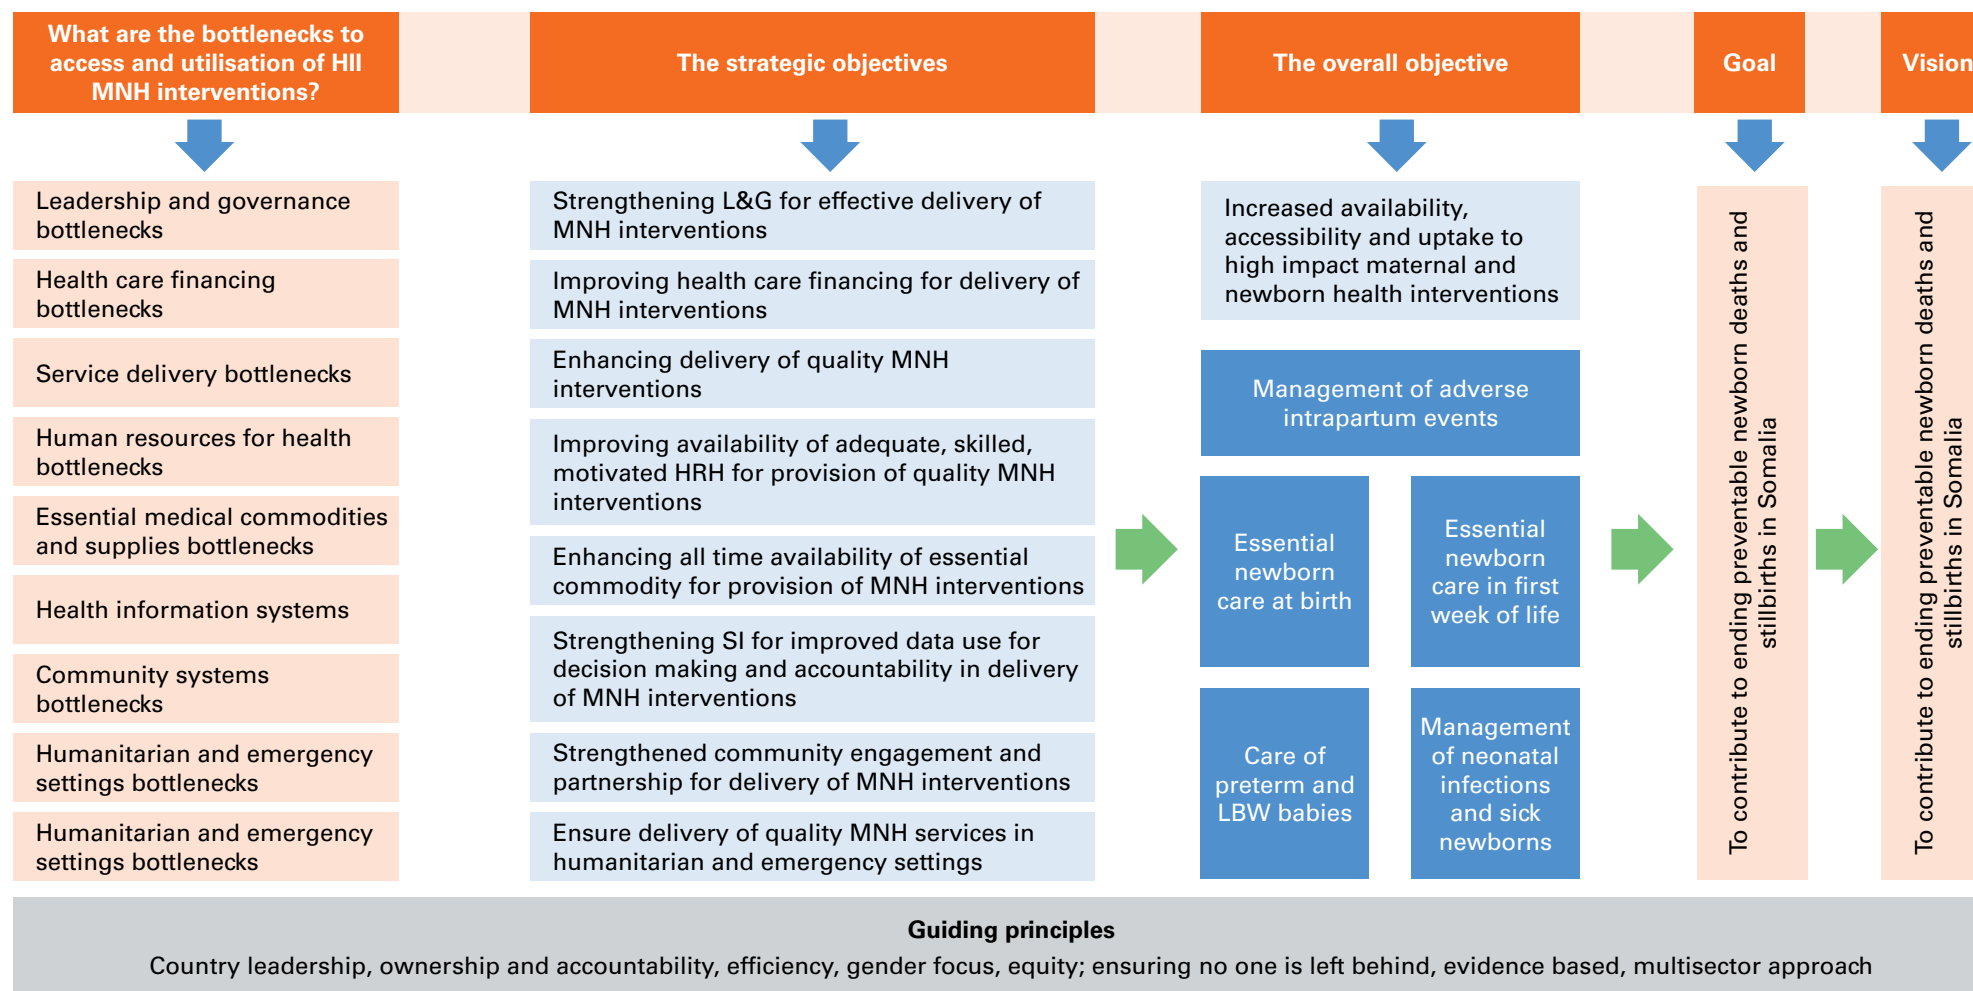 What are the bottlenecks to
access and utilisation of HII
MNH interventions?
Leadership and governance
bottlenecks
Health care financing
bottlenecks
Service delivery bottlenecks
Human resources for health
bottlenecks
Essential medical commodities
and supplies bottlenecks
Health information systems
Community systems
bottlenecks
Humanitarian and emergency
settings bottlenecks
Humanitarian and emergency
settings bottlenecks
The strategic objectives
Strengthening L&G for effective delivery of
MNH interventions
Improving health care financing for delivery of
MNH interventions
Enhancing delivery of quality MNH
interventions
Improving availability of adequate, skilled,
motivated HRH for provision of quality MNH
interventions
Enhancing all time availability of essential
commodity for provision of MNH interventions
Strengthening SI for improved data use for
decision making and accountability in delivery
of MNH interventions
Strengthened community engagement and
partnership for delivery of MNH interventions
Ensure delivery of quality MNH services in
humanitarian and emergency settings
The overall objective
Increased availability,
accessibility and uptake to
high impact maternal and
newborn health interventions
Management of adverse
intrapartum events
Essential
newborn
care at birth
Essential
newborn
care in first
week of life
Care of
preterm and
LBW babies
Management
of neonatal
infections
and sick
newborns
Goal
To contribute to ending preventable newborn deaths and
stillbirths in Somalia
Vision
To contribute to ending preventable newborn deaths and
stillbirths in Somalia
Guiding principles
Country leadership, ownership and accountability, efficiency, gender focus, equity; ensuring no one is left behind, evidence based, multisector approach